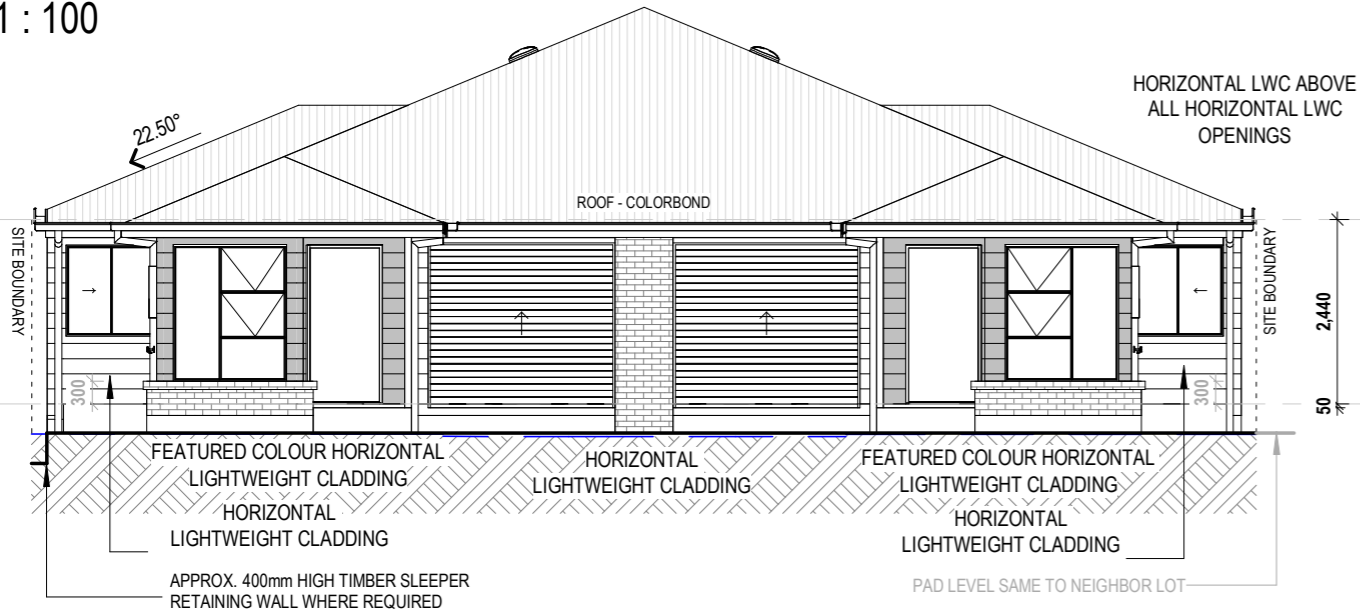 1 : 100
HORIZONTAL LWC ABOVE
ALL HORIZONTAL LWC
OPENINGS
22.50°
ROOF - COLORBOND
SITE BOUNDARY
SITE BOUNDARY
2,440
300
300
50
FEATURED COLOUR HORIZONTAL
LIGHTWEIGHT CLADDING
HORIZONTAL
LIGHTWEIGHT CLADDING
FEATURED COLOUR HORIZONTAL
LIGHTWEIGHT CLADDING
HORIZONTAL
LIGHTWEIGHT CLADDING
HORIZONTAL
LIGHTWEIGHT CLADDING
APPROX. 400mm HIGH TIMBER SLEEPER
RETAINING WALL WHERE REQUIRED
PAD LEVEL SAME TO NEIGHBOR LOT